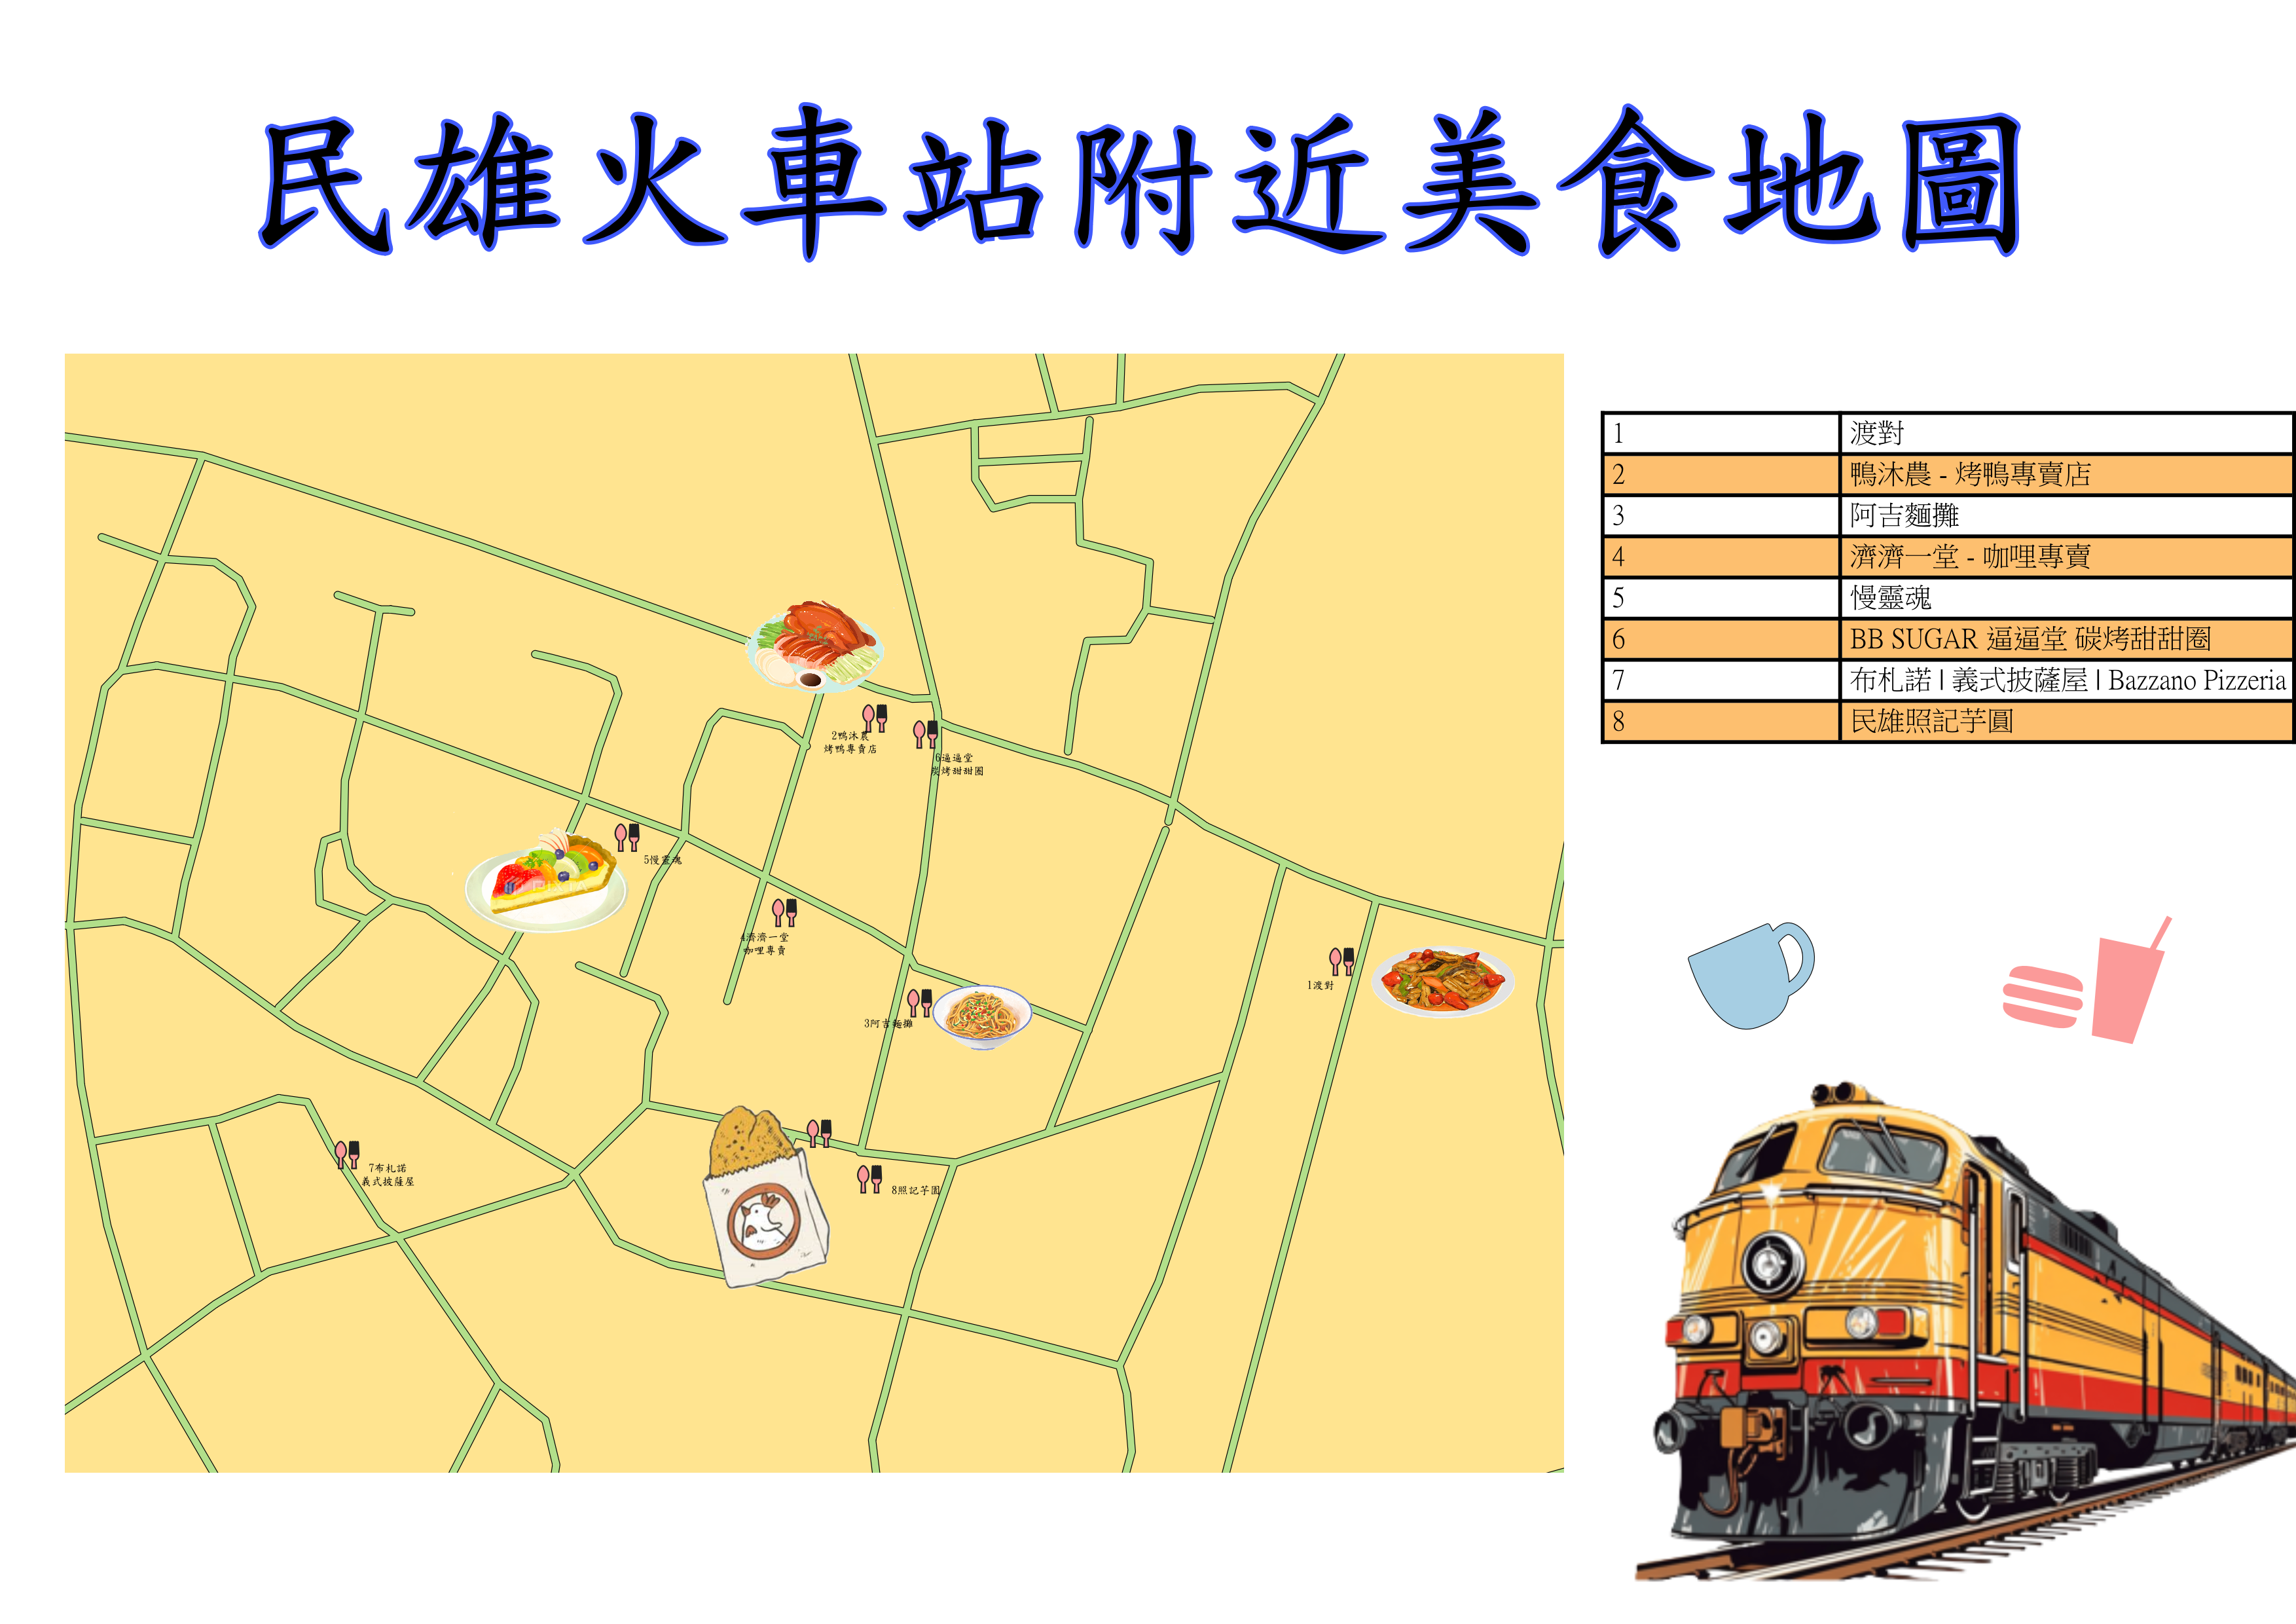 民雄火車站附近美食地圖
1 渡對
2 鴨沐農 - 烤鴨專賣店
3 阿吉麵攤
4 濟濟一堂 - 咖哩專賣
5 慢靈魂
6 BB SUGAR 逼逼堂 碳烤甜甜圈
7 布札諾 | 義式披薩屋 | Bazzano Pizzeria
8 民雄照記芋圓
2鴨沐農
烤鴨專賣店
6逼逼堂
炭烤甜甜圈
5慢靈魂
4濟濟一堂
咖哩專賣
1渡對
3阿吉麵攤
7布札諾
義式披薩屋
8照記芋圓